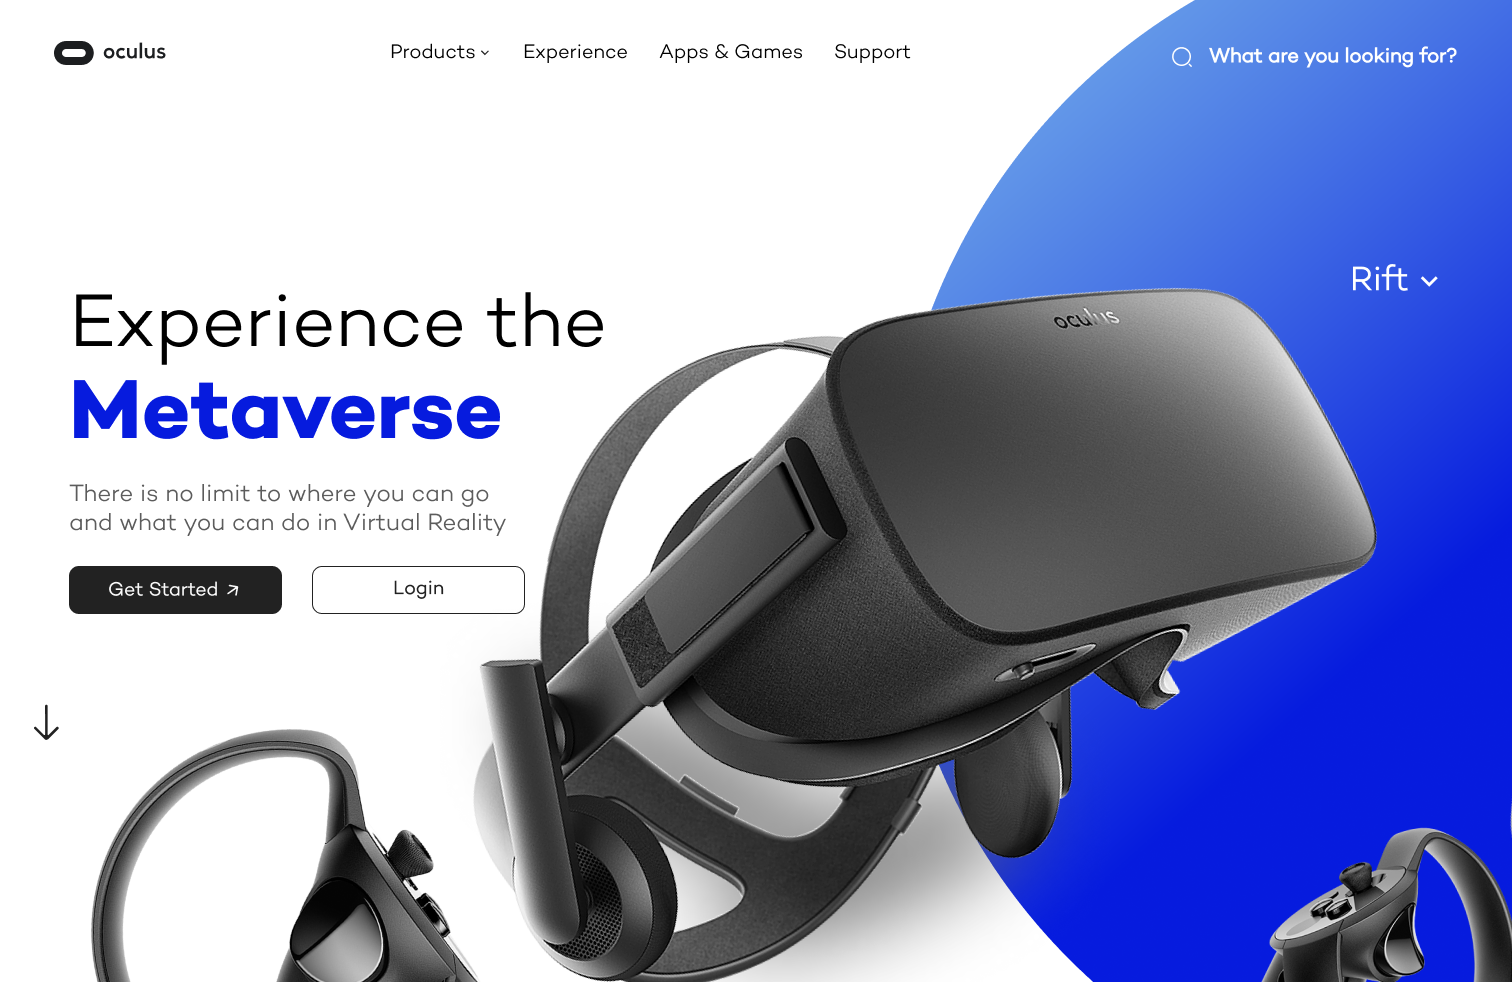 oculus
Products
Experience
Apps & Games
Support
What are you looking for?
Rift
oculus
Experience the
Metaverse
There is no limit to where you can go
and what you can do in Virtual Reality
Get Started
Login